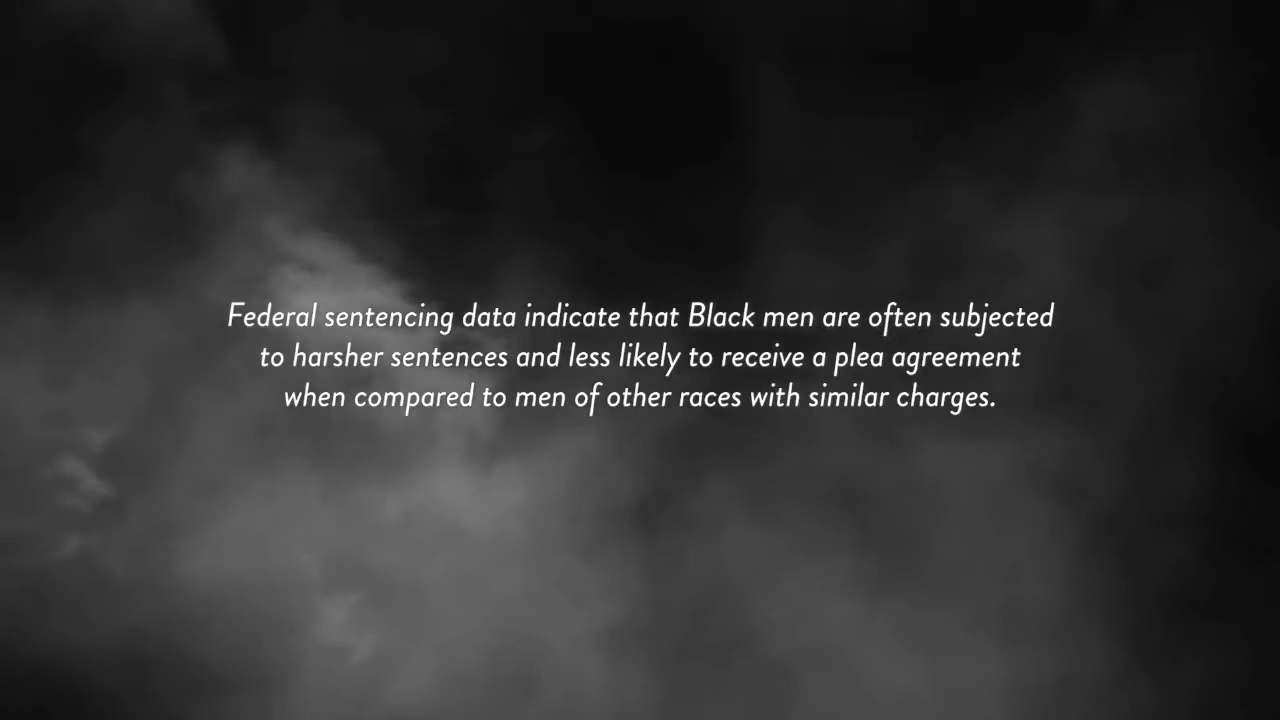 Federal sentencing data indicate that Black men are often subjected
to harsher sentences and less likely to receive a plea agreement
when compared to men of other races with similar charges.